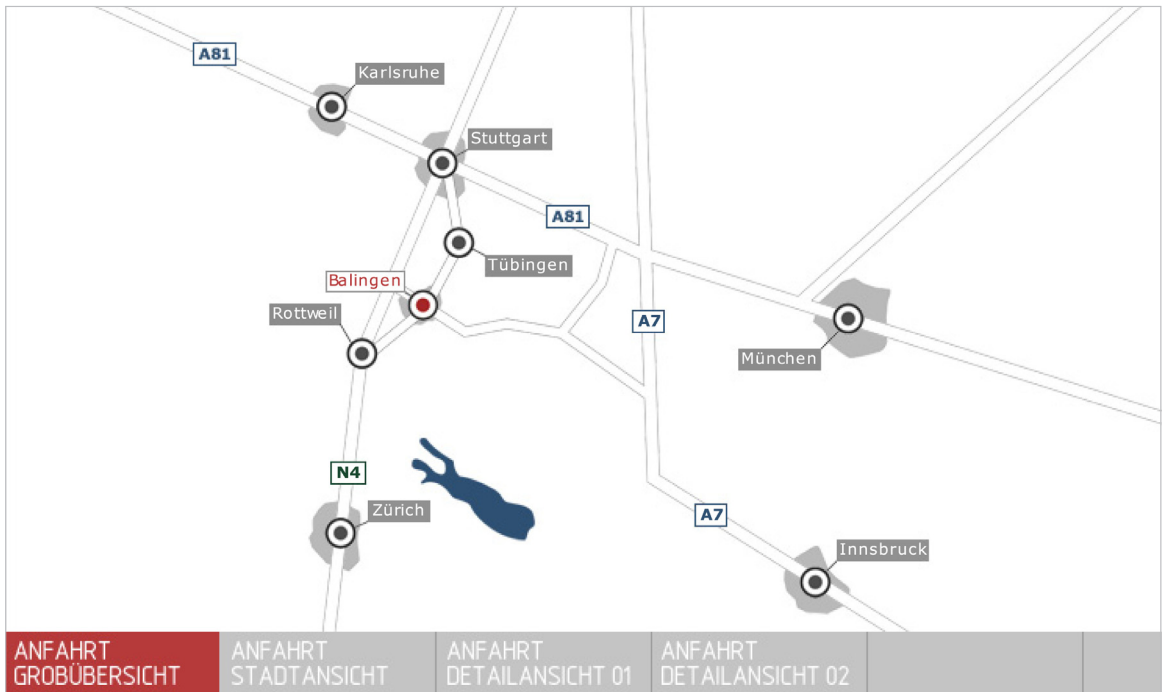 A81
Karlsruhe
Stuttgart
A81
Tübingen
Balingen
Rottweil
A7
München
N4
Zürich
A7
Innsbruck
ANFAHRT
GROBÜBERSICHT
ANFAHRT
STADTANSICHT
ANFAHRT
DETAILANSICHT 01
ANFAHRT
DETAILANSICHT 02